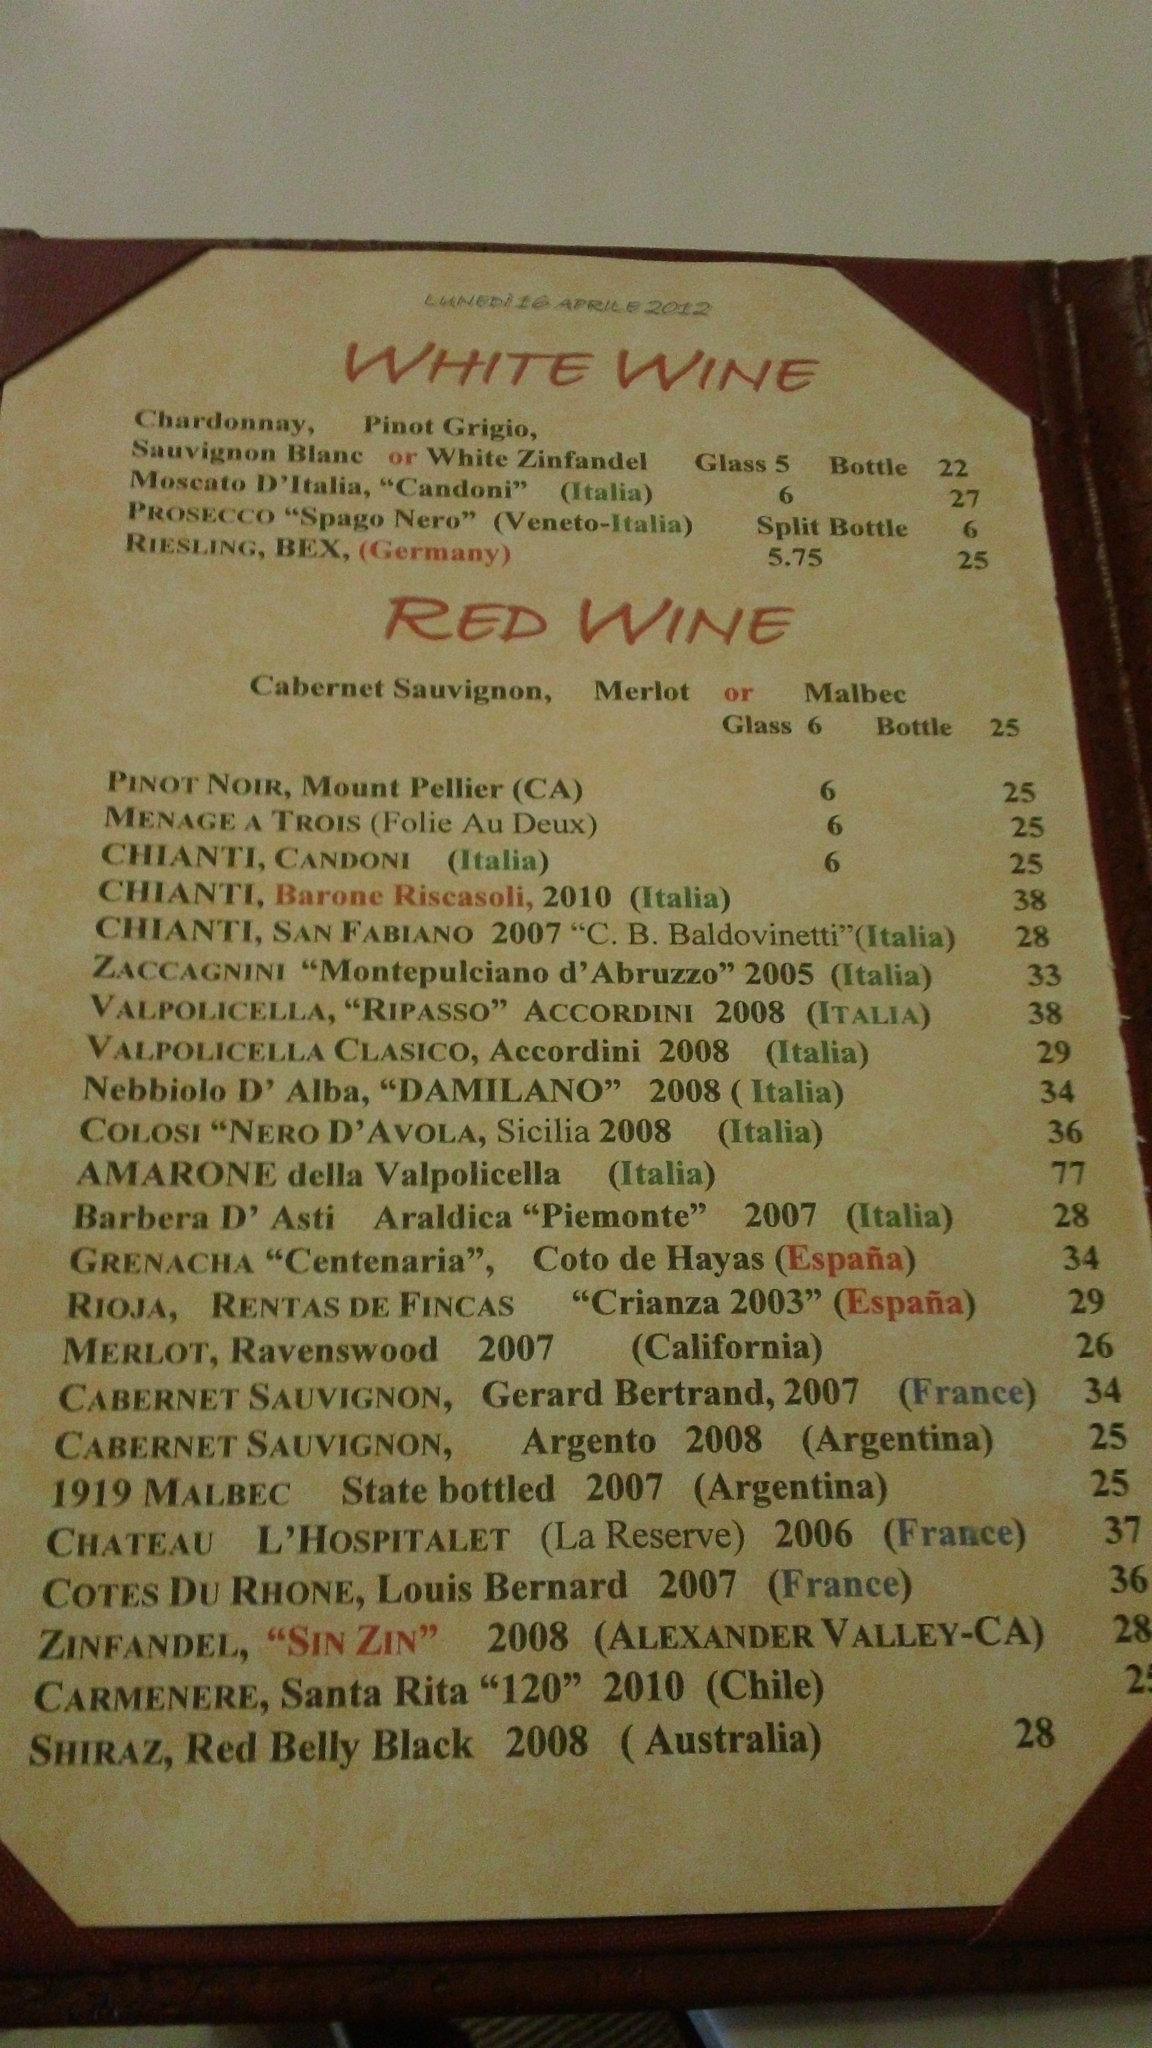 LUNEDÌ 16 APRILE 2012
WHITE WINE
Chardonnay, Pinot Grigio,
Sauvignon Blanc or White Zinfandel Glass 5 Bottle 22
Moscato D'Italia, “Candoni” (Italia) 6 27
PROSECCO “Spago Nero” (Veneto-Italia) Split Bottle 6
RIESLING, BEX, (Germany) 5.75 25
RED WINE
Cabernet Sauvignon, Merlot or Malbec
Glass 6 Bottle 25
PINOT NOIR, Mount Pellier (CA) 6 25
MENAGE A TROIS (Folie Au Deux) 6 25
CHIANTI, CANDONI (Italia) 6 25
CHIANTI, Barone Riscasoli, 2010 (Italia) 38
CHIANTI, SAN FABIANO 2007 “C. B. Baldovinetti”(Italia) 28
ZACCAGNINI “Montepulciano d'Abruzzo” 2005 (Italia) 33
VALPOLICELLA, “RIPASSO” ACCORDINI 2008 (ITALIA) 38
VALPOLICELLA CLASICO, Accordini 2008 (Italia) 29
Nebbiolo D' Alba, “DAMILANO” 2008 ( Italia) 34
COLOSI “NERO D'AVOLA, Sicilia 2008 (Italia) 36
AMARONE della Valpolicella (Italia) 77
Barbera D' Asti Araldica “Piemonte” 2007 (Italia) 28
GRENACHA “Centenaria”, Coto de Hayas (España) 34
RIOJA, RENTAS DE FINCAS “Crianza 2003” (España) 29
MERLOT, Ravenswood 2007 (California) 26
CABERNET SAUVIGNON, Gerard Bertrand, 2007 (France) 34
CABERNET SAUVIGNON, Argento 2008 (Argentina) 25
1919 MALBEC State bottled 2007 (Argentina) 25
CHATEAU L'HOSPITALET (La Reserve) 2006 (France) 37
COTES DU RHONE, Louis Bernard 2007 (France) 36
ZINFANDEL, “SIN ZIN” 2008 (ALEXANDER VALLEY-CA) 28
CARMENERE, Santa Rita “120” 2010 (Chile) 25
SHIRAZ, Red Belly Black 2008 ( Australia) 28